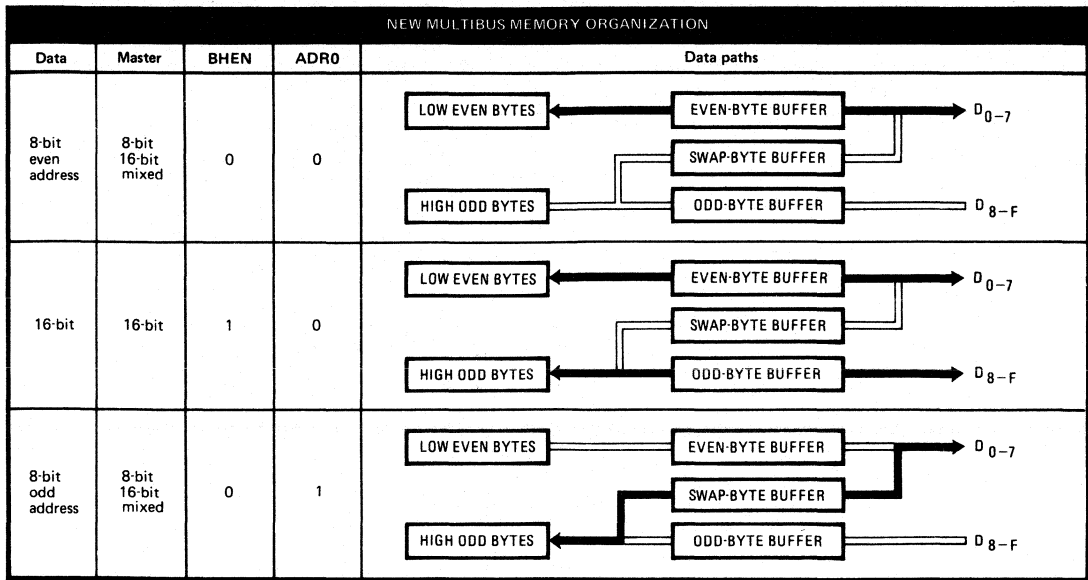 NEW MULTIBUS MEMORY ORGANIZATION
Data Master BHEN ADR0 Data paths
8-bit even address
8-bit 16-bit mixed
0
0
LOW EVEN BYTES EVEN-BYTE BUFFER D0–7
SWAP-BYTE BUFFER
HIGH ODD BYTES ODD-BYTE BUFFER D8–F
16-bit
16-bit
1
0
LOW EVEN BYTES EVEN-BYTE BUFFER D0–7
SWAP-BYTE BUFFER
HIGH ODD BYTES ODD-BYTE BUFFER D8–F
8-bit odd address
8-bit 16-bit mixed
0
1
LOW EVEN BYTES EVEN-BYTE BUFFER D0–7
SWAP-BYTE BUFFER
HIGH ODD BYTES ODD-BYTE BUFFER D8–F